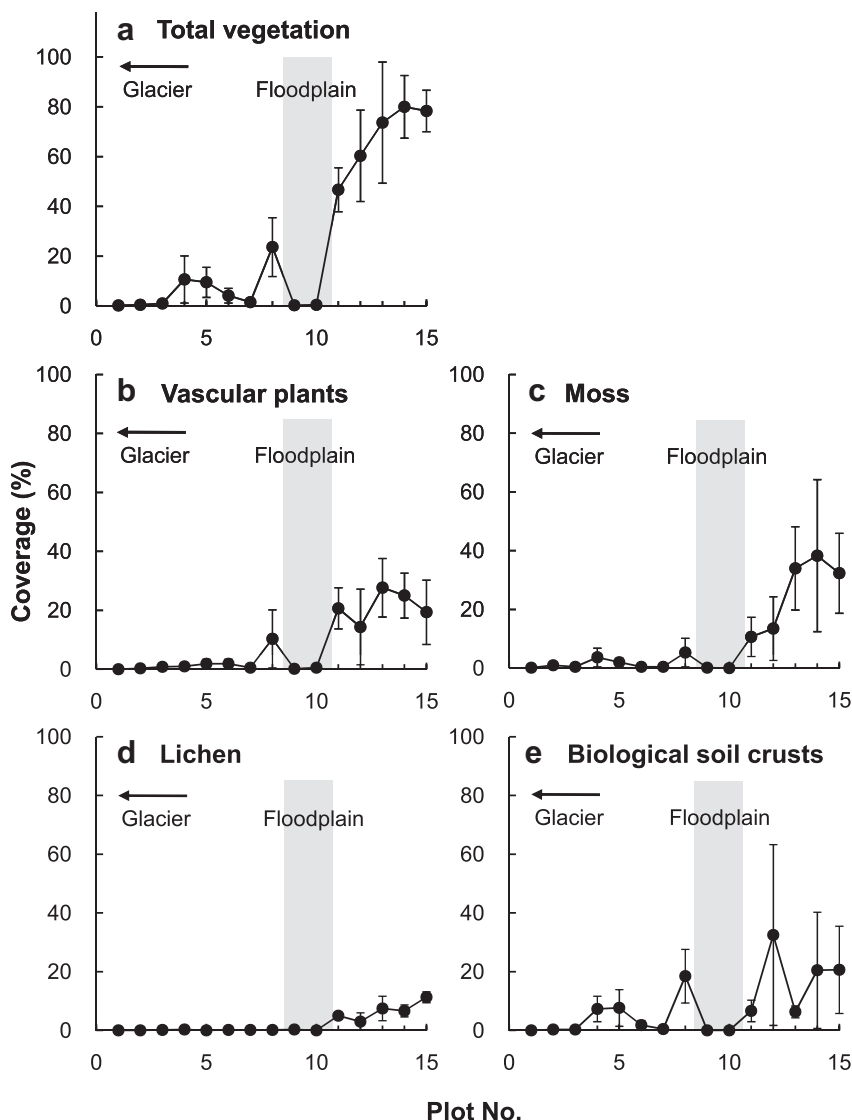 a Total vegetation
100
80
60
40
20
0
Glacier
Floodplain
0 5 10 15
b Vascular plants
100
80
60
40
20
0
Glacier
Floodplain
0 5 10 15
c Moss
100
80
60
40
20
0
Glacier
Floodplain
0 5 10 15
Coverage (%)
d Lichen
100
80
60
40
20
0
Glacier
Floodplain
0 5 10 15
e Biological soil crusts
100
80
60
40
20
0
Glacier
Floodplain
0 5 10 15
Plot No.